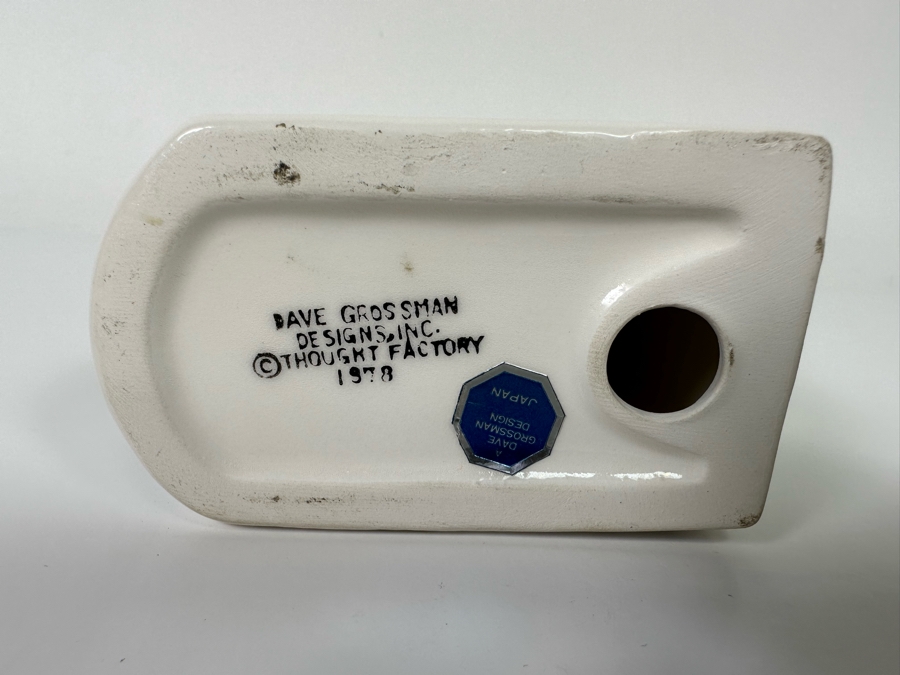 DAVE GROSSMAN
DESIGNS, INC.
© THOUGHT FACTORY
1978
A
DAVE
GROSSMAN
DESIGN
JAPAN